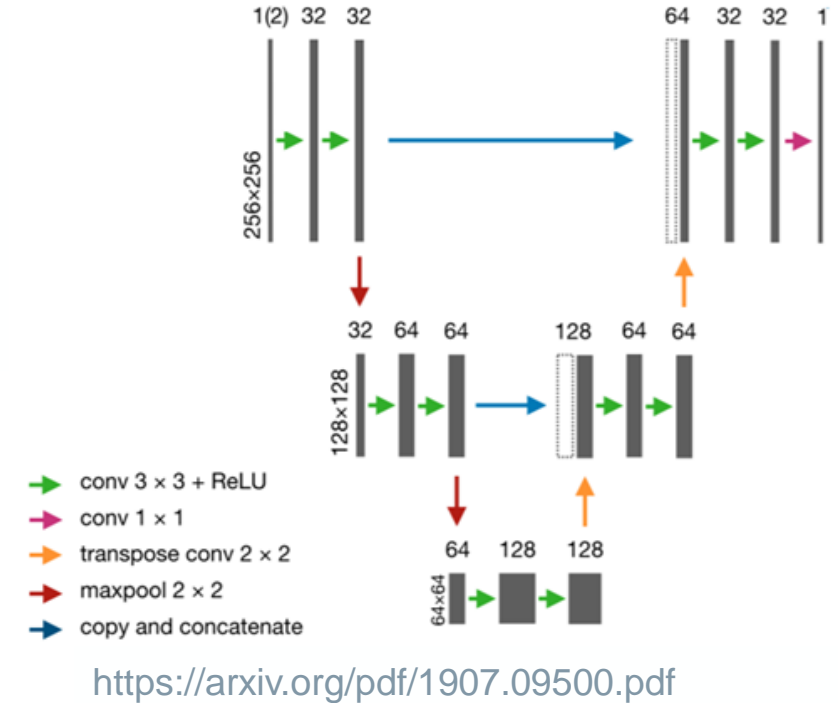 1(2) 32 32 64 32 32 1
256×256
32 64 64 128 64 64
128×128
64 128 128
64×64
conv 3 × 3 + ReLU
conv 1 × 1
transpose conv 2 × 2
maxpool 2 × 2
copy and concatenate
https://arxiv.org/pdf/1907.09500.pdf